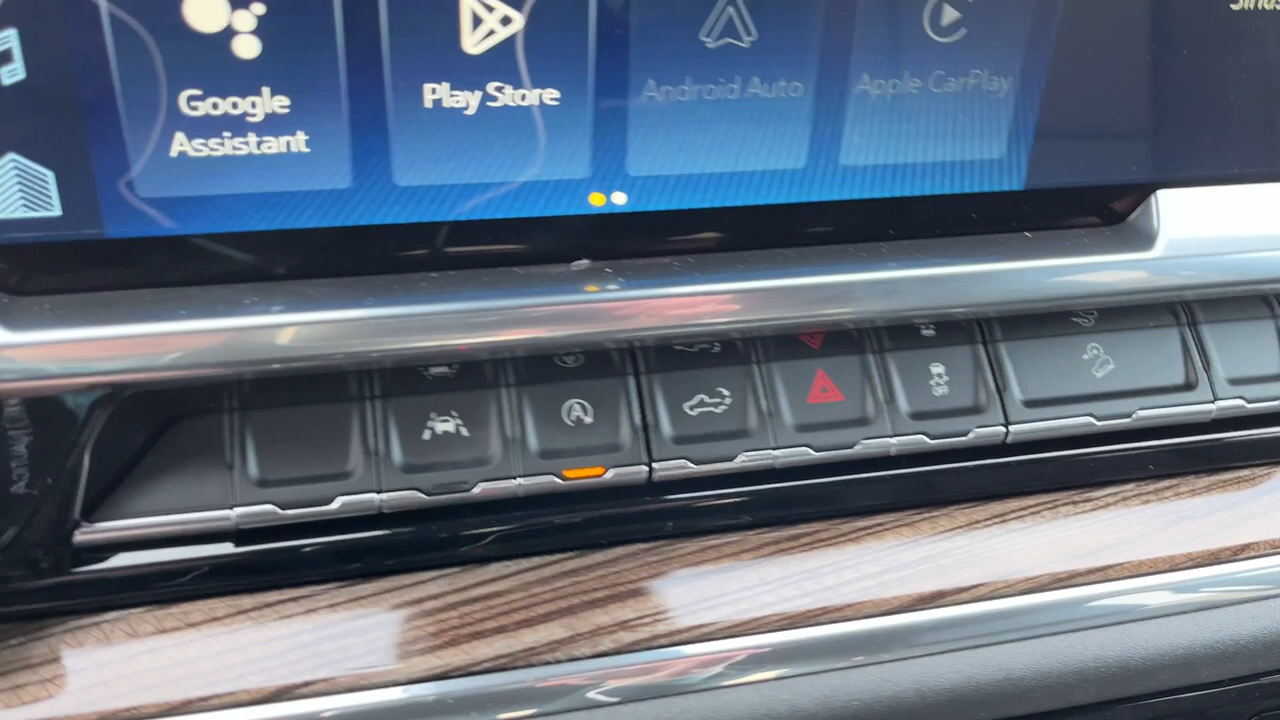 Google
Assistant
Play Store
Android Auto
Apple CarPlay